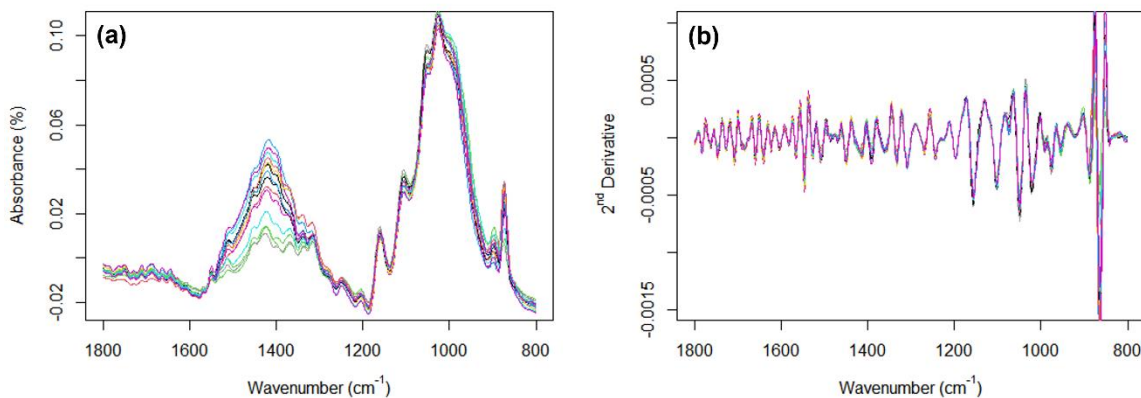 (a)
Absorbance (%)
0.10
0.06
0.02
-0.02
1800 1600 1400 1200 1000 800
Wavenumber (cm⁻¹)
(b)
2nd Derivative
0.0005
-0.0005
-0.0015
1800 1600 1400 1200 1000 800
Wavenumber (cm⁻¹)